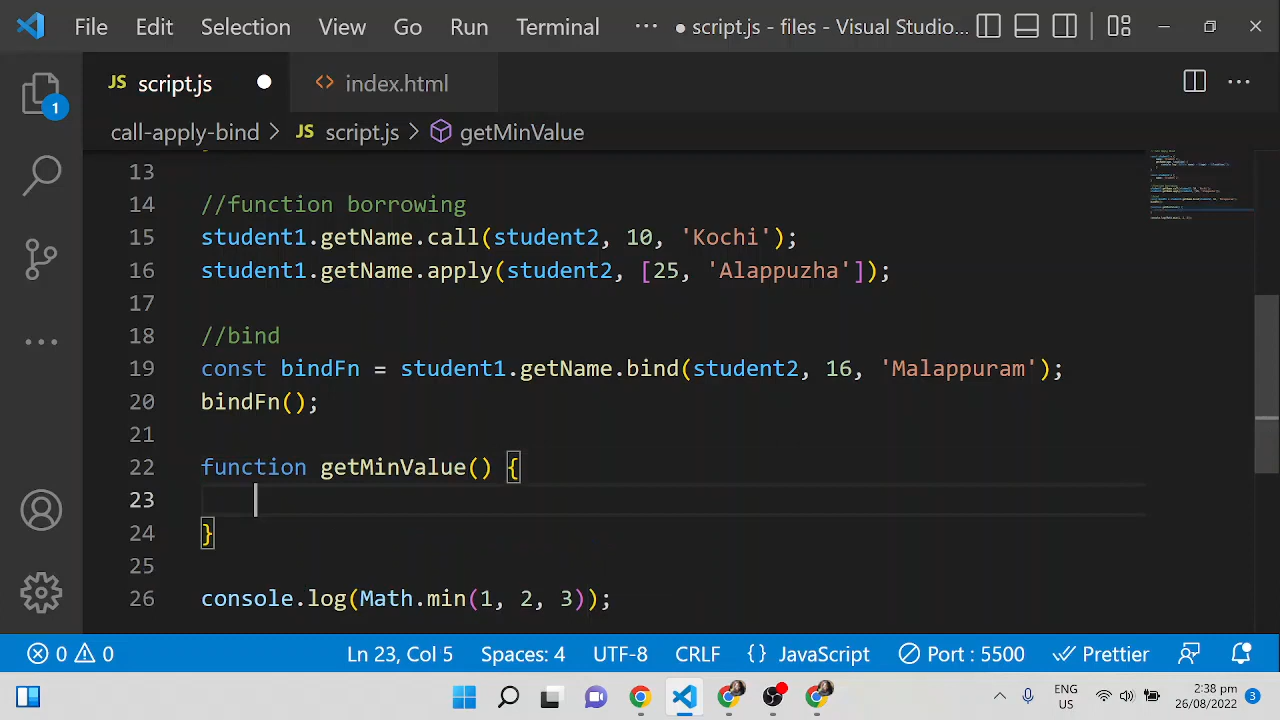 File Edit Selection View Go Run Terminal ··· ● script.js - files - Visual Studio...
JS script.js ● <> index.html ···
call-apply-bind > JS script.js > getMinValue
13
14 //function borrowing
15 student1.getName.call(student2, 10, 'Kochi');
16 student1.getName.apply(student2, [25, 'Alappuzha']);
17
18 //bind
19 const bindFn = student1.getName.bind(student2, 16, 'Malappuram');
20 bindFn();
21
22 function getMinValue() {
23
24 }
25
26 console.log(Math.min(1, 2, 3));
1
0 0 Ln 23, Col 5 Spaces: 4 UTF-8 CRLF {} JavaScript Port : 5500 Prettier
ENG
US
2:38 pm
26/08/2022
3